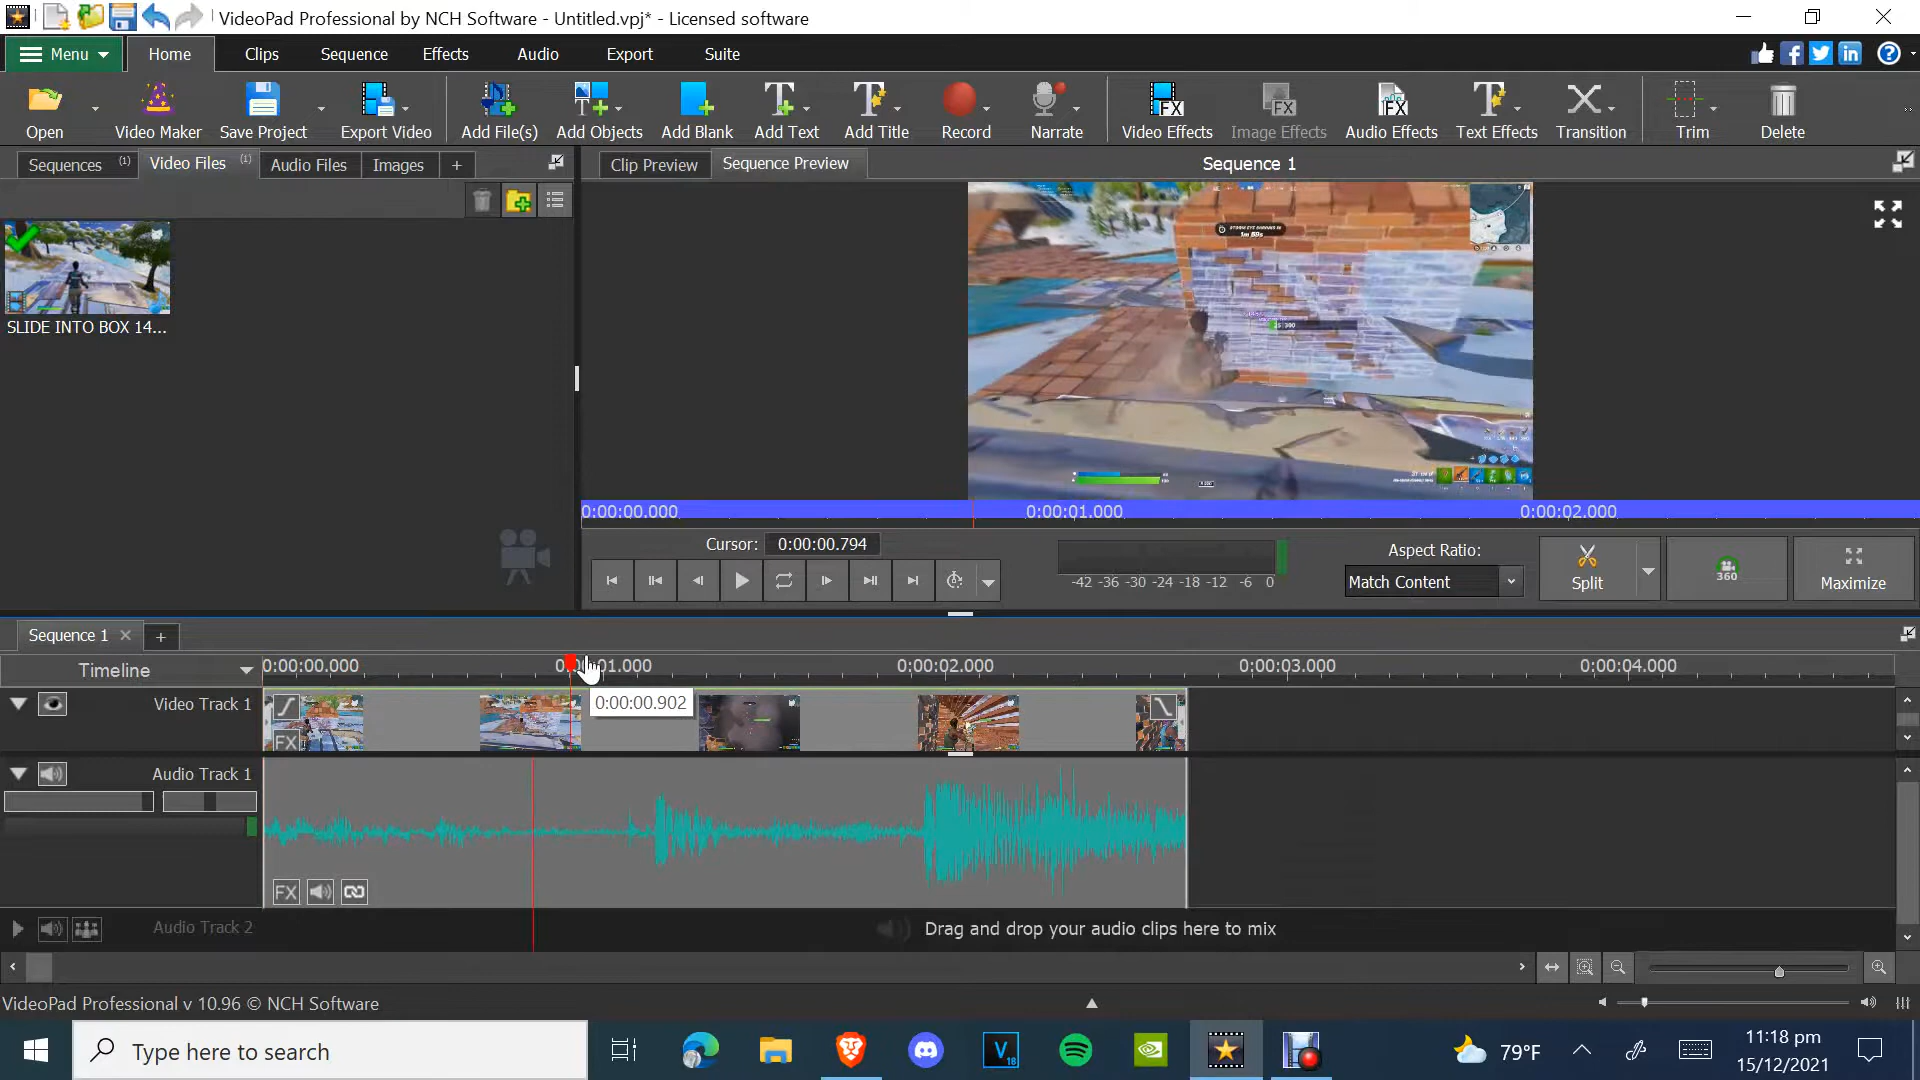 VideoPad Professional by NCH Software - Untitled.vpj* - Licensed software
Menu Home Clips Sequence Effects Audio Export Suite
Open Video Maker Save Project Export Video Add File(s) Add Objects Add Blank Add Text Add Title Record Narrate Video Effects Image Effects Audio Effects Text Effects Transition Trim Delete
Sequences (1) Video Files (1) Audio Files Images + Clip Preview Sequence Preview Sequence 1
SLIDE INTO BOX 14...
0:00:00.000 0:00:01.000 0:00:02.000
Cursor: 0:00:00.794
-42 -36 -30 -24 -18 -12 -6 0
Aspect Ratio:
Match Content
Split
360
Maximize
Sequence 1 × +
Timeline 0:00:00.000 0:00:01.000 0:00:02.000 0:00:03.000 0:00:04.000
0:00:00.902
Video Track 1
FX
Audio Track 1
FX
Audio Track 2 Drag and drop your audio clips here to mix
VideoPad Professional v 10.96 © NCH Software
Type here to search
V
18
79°F
11:18 pm
15/12/2021